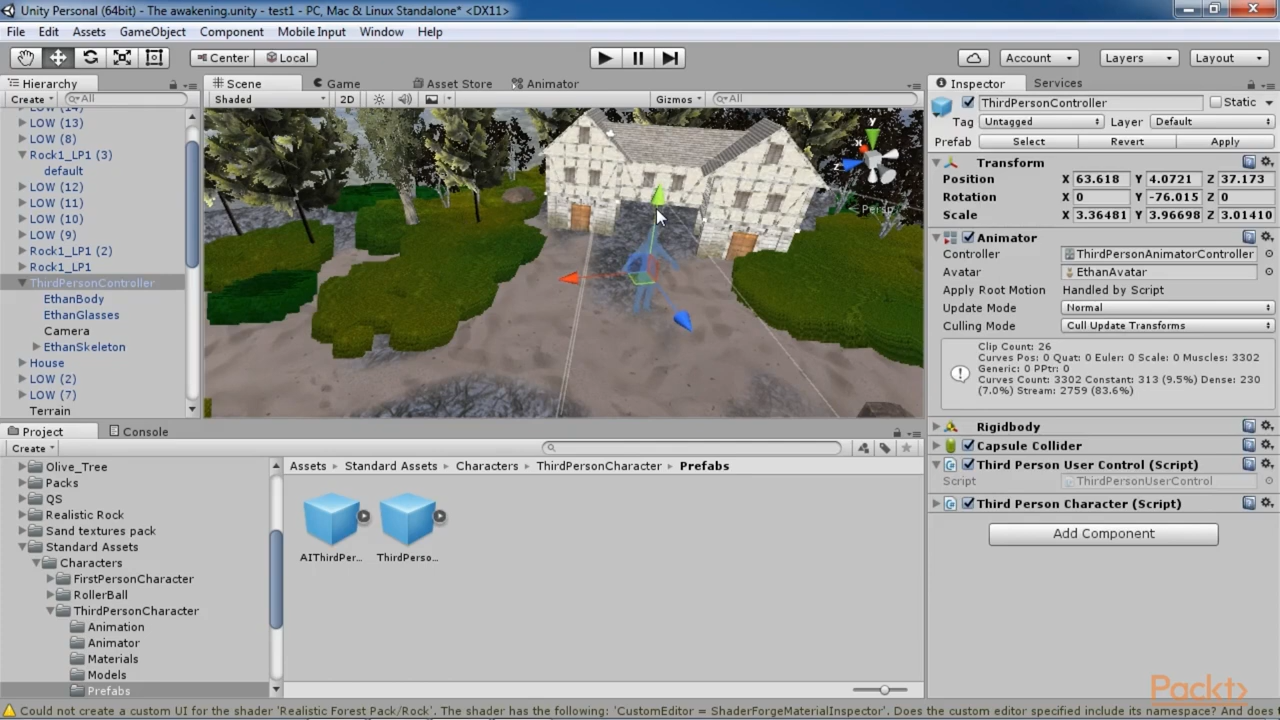 Unity Personal (64bit) - The awakening.unity - test1 - PC, Mac & Linux Standalone* <DX11>
File Edit Assets GameObject Component Mobile Input Window Help
Center Local Account Layers Layout
Hierarchy
Create All
LOW (13)
LOW (8)
Rock1_LP1 (3)
default
LOW (12)
LOW (11)
LOW (10)
LOW (9)
Rock1_LP1 (2)
Rock1_LP1
ThirdPersonController
EthanBody
EthanGlasses
Camera
EthanSkeleton
House
LOW (2)
LOW (7)
Terrain
Scene Game Asset Store Animator
Shaded 2D Gizmos All
y
x
z
Persp
Inspector Services
ThirdPersonController Static
Tag Untagged Layer Default
Prefab Select Revert Apply
Transform
Position X 63.618 Y 4.0721 Z 37.173
Rotation X 0 Y -76.015 Z 0
Scale X 3.36481 Y 3.96698 Z 3.01410
Animator
Controller ThirdPersonAnimatorController
Avatar EthanAvatar
Apply Root Motion Handled by Script
Update Mode Normal
Culling Mode Cull Update Transforms
Clip Count: 26
Curves Pos: 0 Quat: 0 Euler: 0 Scale: 0 Muscles: 3302
Generic: 0 PPtr: 0
Curves Count: 3302 Constant: 313 (9.5%) Dense: 230
(7.0%) Stream: 2759 (83.6%)
Rigidbody
Capsule Collider
Third Person User Control (Script)
Script ThirdPersonUserControl
Third Person Character (Script)
Add Component
Project Console
Create
Olive_Tree
Packs
QS
Realistic Rock
Sand textures pack
Standard Assets
Characters
FirstPersonCharacter
RollerBall
ThirdPersonCharacter
Animation
Animator
Materials
Models
Prefabs
Assets Standard Assets Characters ThirdPersonCharacter Prefabs
AIThirdPer... ThirdPerso...
Packt>
Could not create a custom UI for the shader 'Realistic Forest Pack/Rock'. The shader has the following: 'CustomEditor = ShaderForgeMaterialInspector'. Does the custom editor specified include its namespace? And does